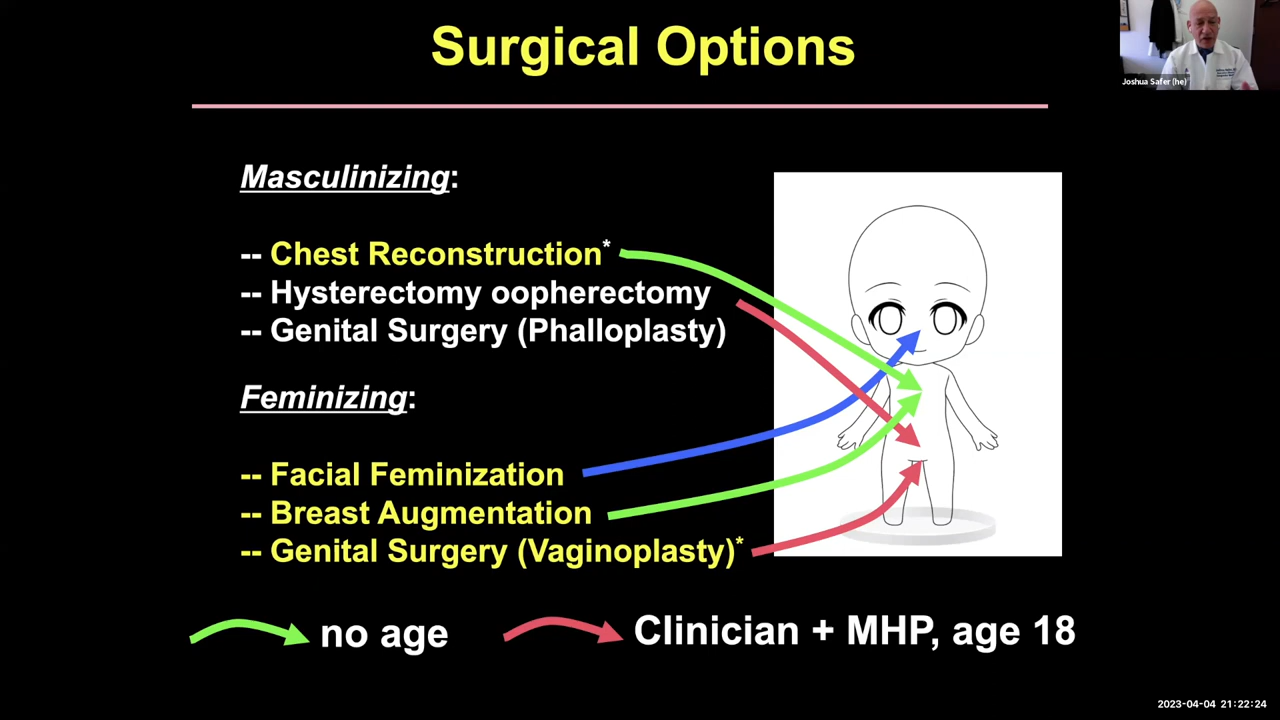 Surgical Options
Joshua Safer (he)
Masculinizing:
-- Chest Reconstruction*
-- Hysterectomy oopherectomy
-- Genital Surgery (Phalloplasty)
Feminizing:
-- Facial Feminization
-- Breast Augmentation
-- Genital Surgery (Vaginoplasty)*
no age
Clinician + MHP, age 18
2023-04-04 21:22:24